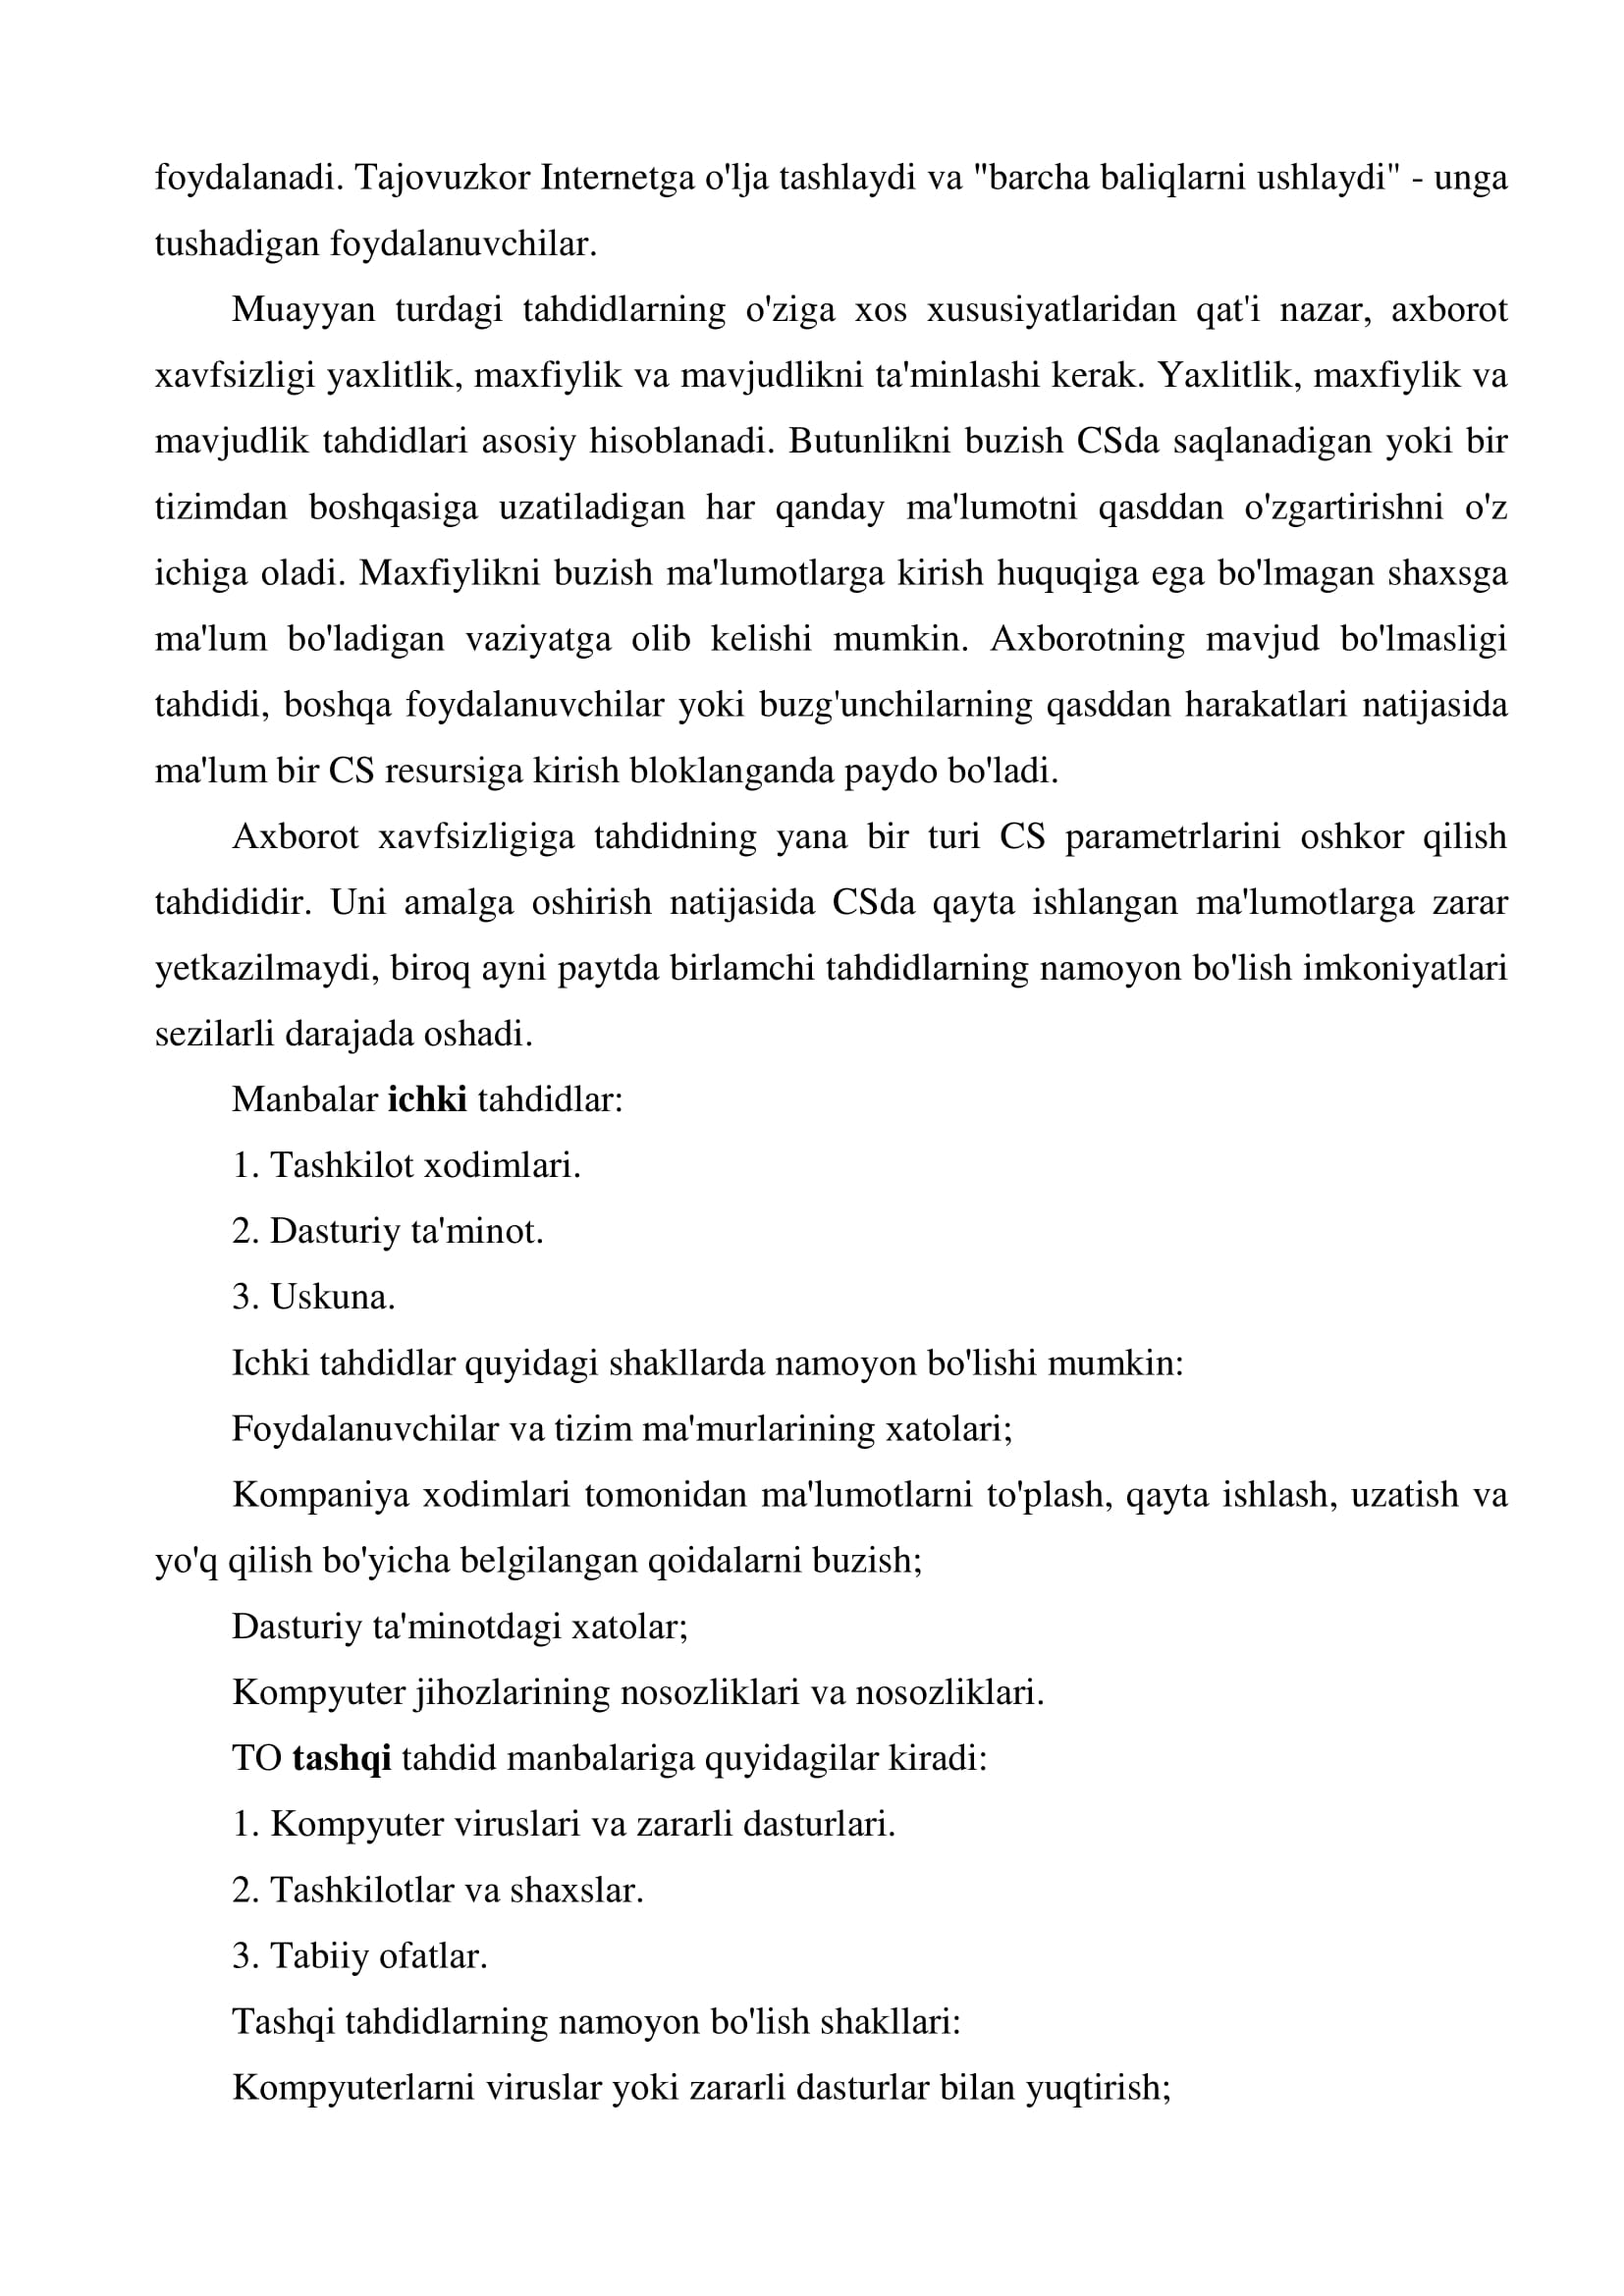 foydalanadi. Tajovuzkor Internetga o'lja tashlaydi va "barcha baliqlarni ushlaydi" - unga
tushadigan foydalanuvchilar.
Muayyan turdagi tahdidlarning o'ziga xos xususiyatlaridan qat'i nazar, axborot
xavfsizligi yaxlitlik, maxfiylik va mavjudlikni ta'minlashi kerak. Yaxlitlik, maxfiylik va
mavjudlik tahdidlari asosiy hisoblanadi. Butunlikni buzish CSda saqlanadigan yoki bir
tizimdan boshqasiga uzatiladigan har qanday ma'lumotni qasddan o'zgartirishni o'z
ichiga oladi. Maxfiylikni buzish ma'lumotlarga kirish huquqiga ega bo'lmagan shaxsga
ma'lum bo'ladigan vaziyatga olib kelishi mumkin. Axborotning mavjud bo'lmasligi
tahdidi, boshqa foydalanuvchilar yoki buzg'unchilarning qasddan harakatlari natijasida
ma'lum bir CS resursiga kirish bloklanganda paydo bo'ladi.
Axborot xavfsizligiga tahdidning yana bir turi CS parametrlarini oshkor qilish
tahdididir. Uni amalga oshirish natijasida CSda qayta ishlangan ma'lumotlarga zarar
yetkazilmaydi, biroq ayni paytda birlamchi tahdidlarning namoyon bo'lish imkoniyatlari
sezilarli darajada oshadi.
Manbalar ichki tahdidlar:
1. Tashkilot xodimlari.
2. Dasturiy ta'minot.
3. Uskuna.
Ichki tahdidlar quyidagi shakllarda namoyon bo'lishi mumkin:
Foydalanuvchilar va tizim ma'murlarining xatolari;
Kompaniya xodimlari tomonidan ma'lumotlarni to'plash, qayta ishlash, uzatish va
yo'q qilish bo'yicha belgilangan qoidalarni buzish;
Dasturiy ta'minotdagi xatolar;
Kompyuter jihozlarining nosozliklari va nosozliklari.
TO tashqi tahdid manbalariga quyidagilar kiradi:
1. Kompyuter viruslari va zararli dasturlari.
2. Tashkilotlar va shaxslar.
3. Tabiiy ofatlar.
Tashqi tahdidlarning namoyon bo'lish shakllari:
Kompyuterlarni viruslar yoki zararli dasturlar bilan yuqtirish;